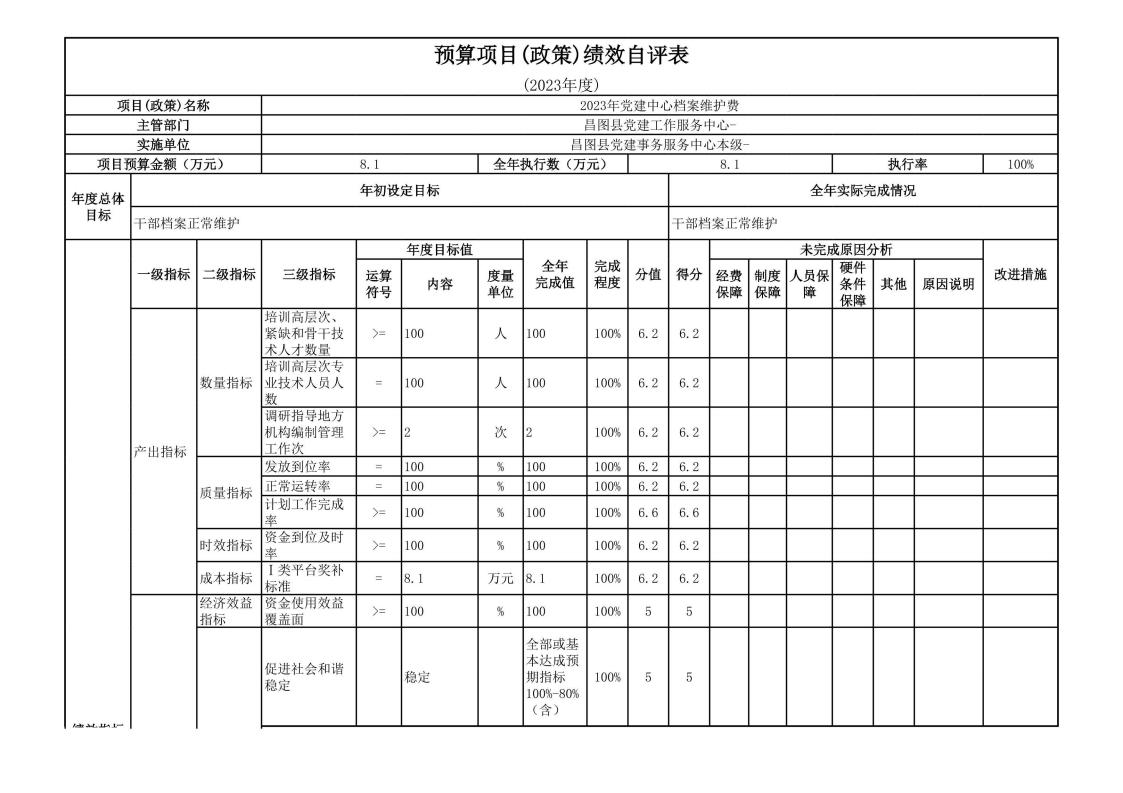 预算项目(政策)绩效自评表
(2023年度)
项目(政策)名称 2023年党建中心档案维护费
主管部门 昌图县党建工作服务中心-
实施单位 昌图县党建事务服务中心本级-
项目预算金额（万元） 8.1 全年执行数（万元） 8.1 执行率 100%
年度总体
目标
年初设定目标 全年实际完成情况
干部档案正常维护 干部档案正常维护
一级指标 二级指标 三级指标
年度目标值
运算
符号
内容
度量
单位
全年
完成值
完成
程度
分值 得分
未完成原因分析
经费
保障
制度
保障
人员保
障
硬件
条件
保障
其他 原因说明
改进措施
产出指标
数量指标
培训高层次、
紧缺和骨干技
术人才数量
>= 100 人 100 100% 6.2 6.2
培训高层次专
业技术人员人
数
= 100 人 100 100% 6.2 6.2
调研指导地方
机构编制管理
工作次
>= 2 次 2 100% 6.2 6.2
质量指标
发放到位率 = 100 % 100 100% 6.2 6.2
正常运转率 = 100 % 100 100% 6.2 6.2
计划工作完成
率
>= 100 % 100 100% 6.6 6.6
时效指标
资金到位及时
率
>= 100 % 100 100% 6.2 6.2
成本指标
Ⅰ类平台奖补
标准
= 8.1 万元 8.1 100% 6.2 6.2
经济效益
指标
资金使用效益
覆盖面
>= 100 % 100 100% 5 5
促进社会和谐
稳定
稳定
全部或基
本达成预
期指标
100%-80%
（含）
100% 5 5